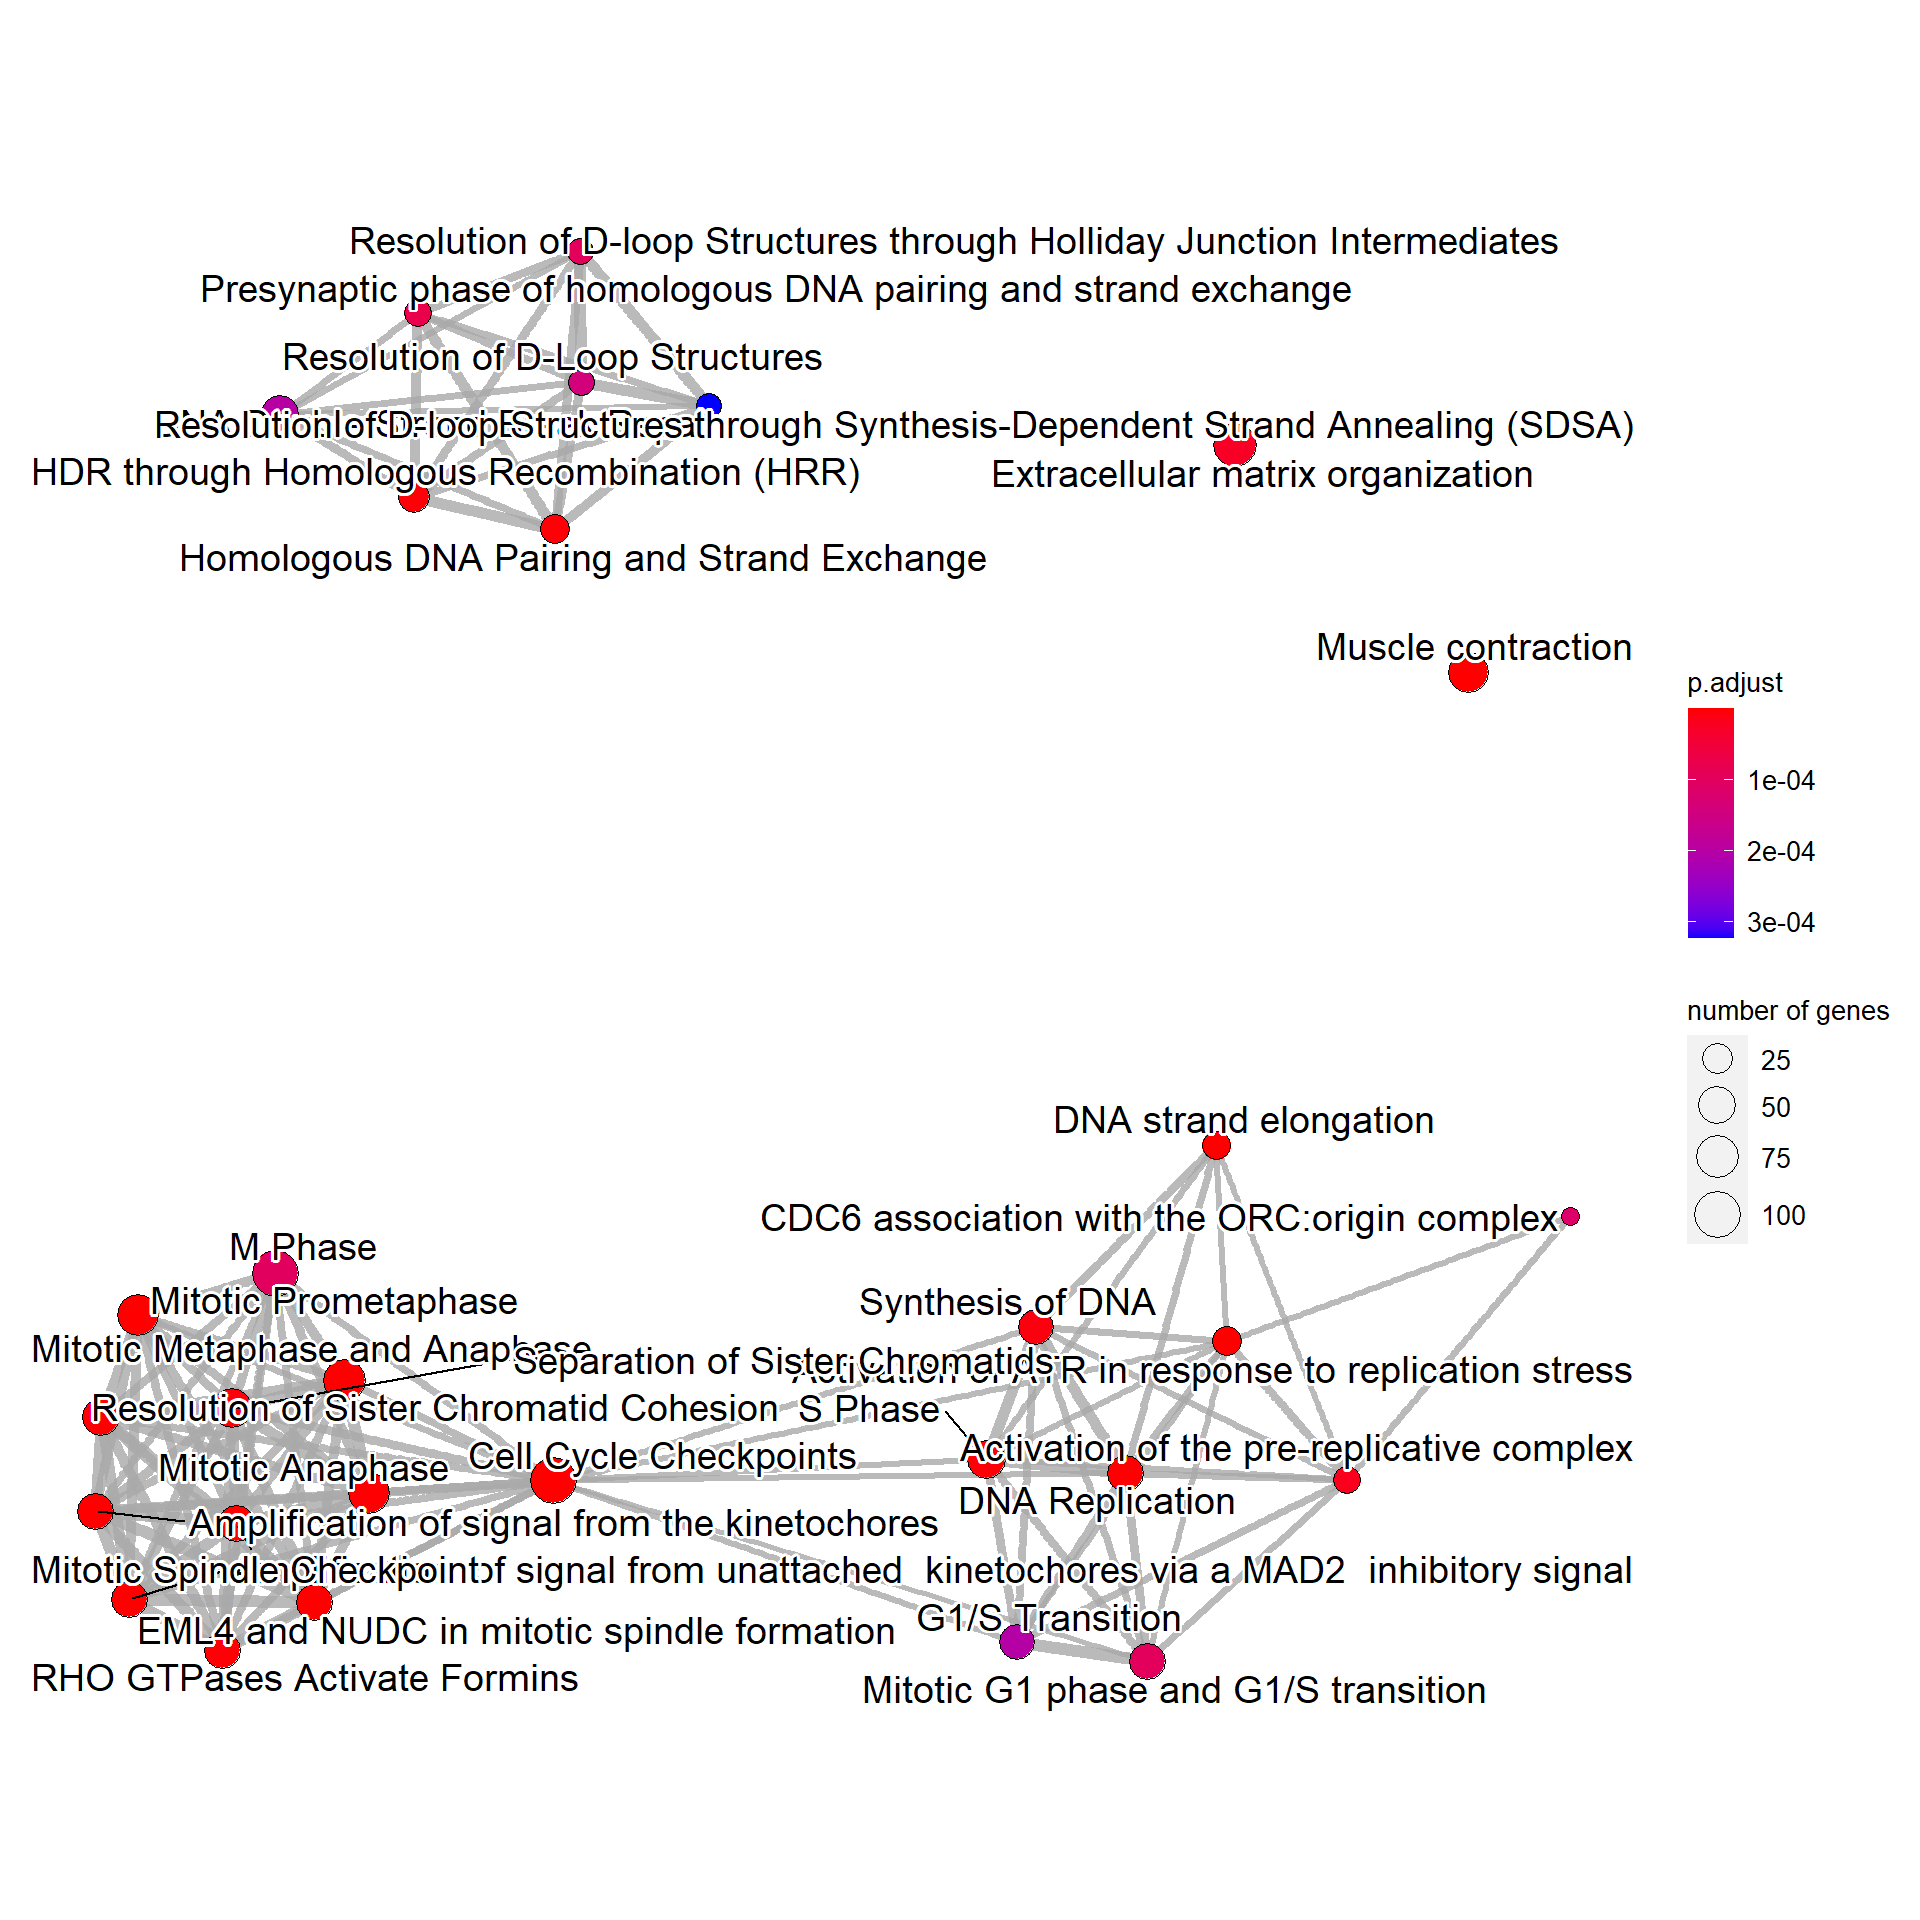 Resolution of D-loop Structures through Holliday Junction Intermediates
Presynaptic phase of homologous DNA pairing and strand exchange
Resolution of D-Loop Structures
Resolution of D-loop Structures through Synthesis-Dependent Strand Annealing (SDSA)
HDR through Homologous Recombination (HRR)
Extracellular matrix organization
Homologous DNA Pairing and Strand Exchange
Muscle contraction
p.adjust
1e-04
2e-04
3e-04
number of genes
25
50
75
100
DNA strand elongation
CDC6 association with the ORC:origin complex
M Phase
Mitotic Prometaphase
Synthesis of DNA
Mitotic Metaphase and Anaphase
Separation of Sister Chromatids
in response to replication stress
Resolution of Sister Chromatid Cohesion
S Phase
Cell Cycle Checkpoints
Activation of the pre-replicative complex
Mitotic Anaphase
DNA Replication
Amplification of signal from the kinetochores
Mitotic Spindle Checkpoint
signal from unattached  kinetochores via a MAD2  inhibitory signal
G1/S Transition
EML4 and NUDC in mitotic spindle formation
RHO GTPases Activate Formins
Mitotic G1 phase and G1/S transition